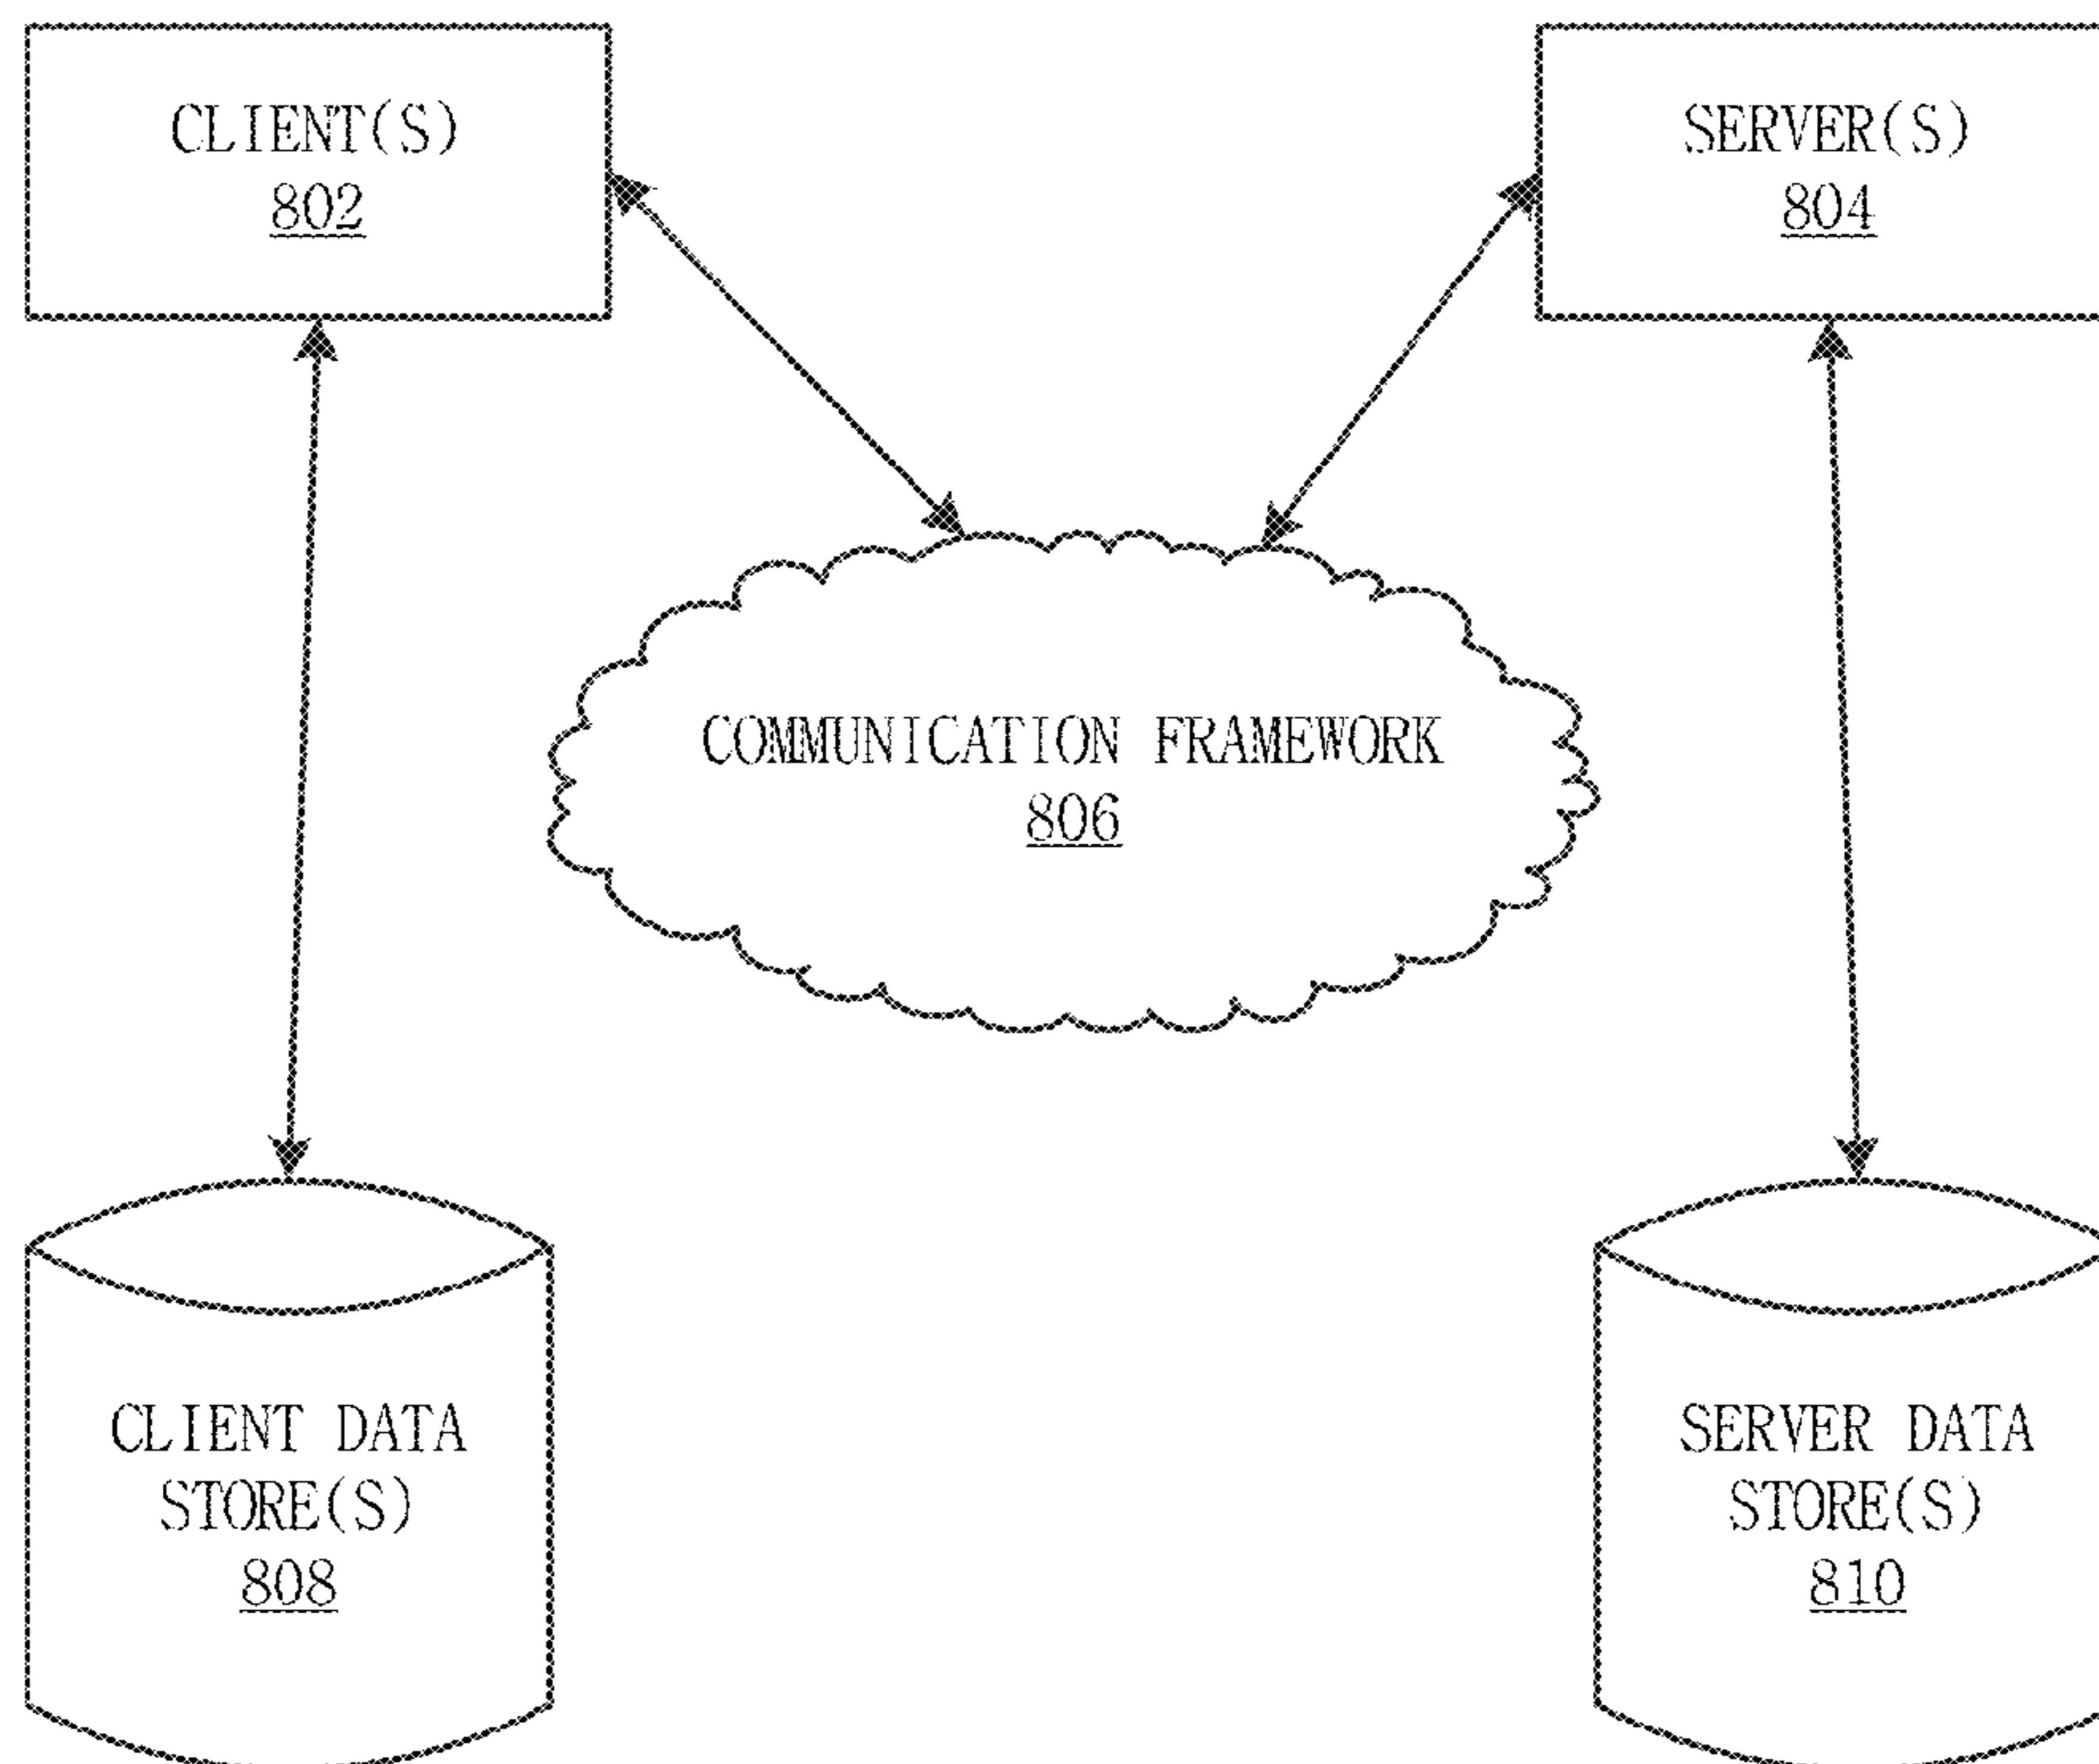 CLIENT(S)
802
SERVER(S)
804
COMMUNICATION FRAMEWORK
806
CLIENT DATA
STORE(S)
808
SERVER DATA
STORE(S)
810